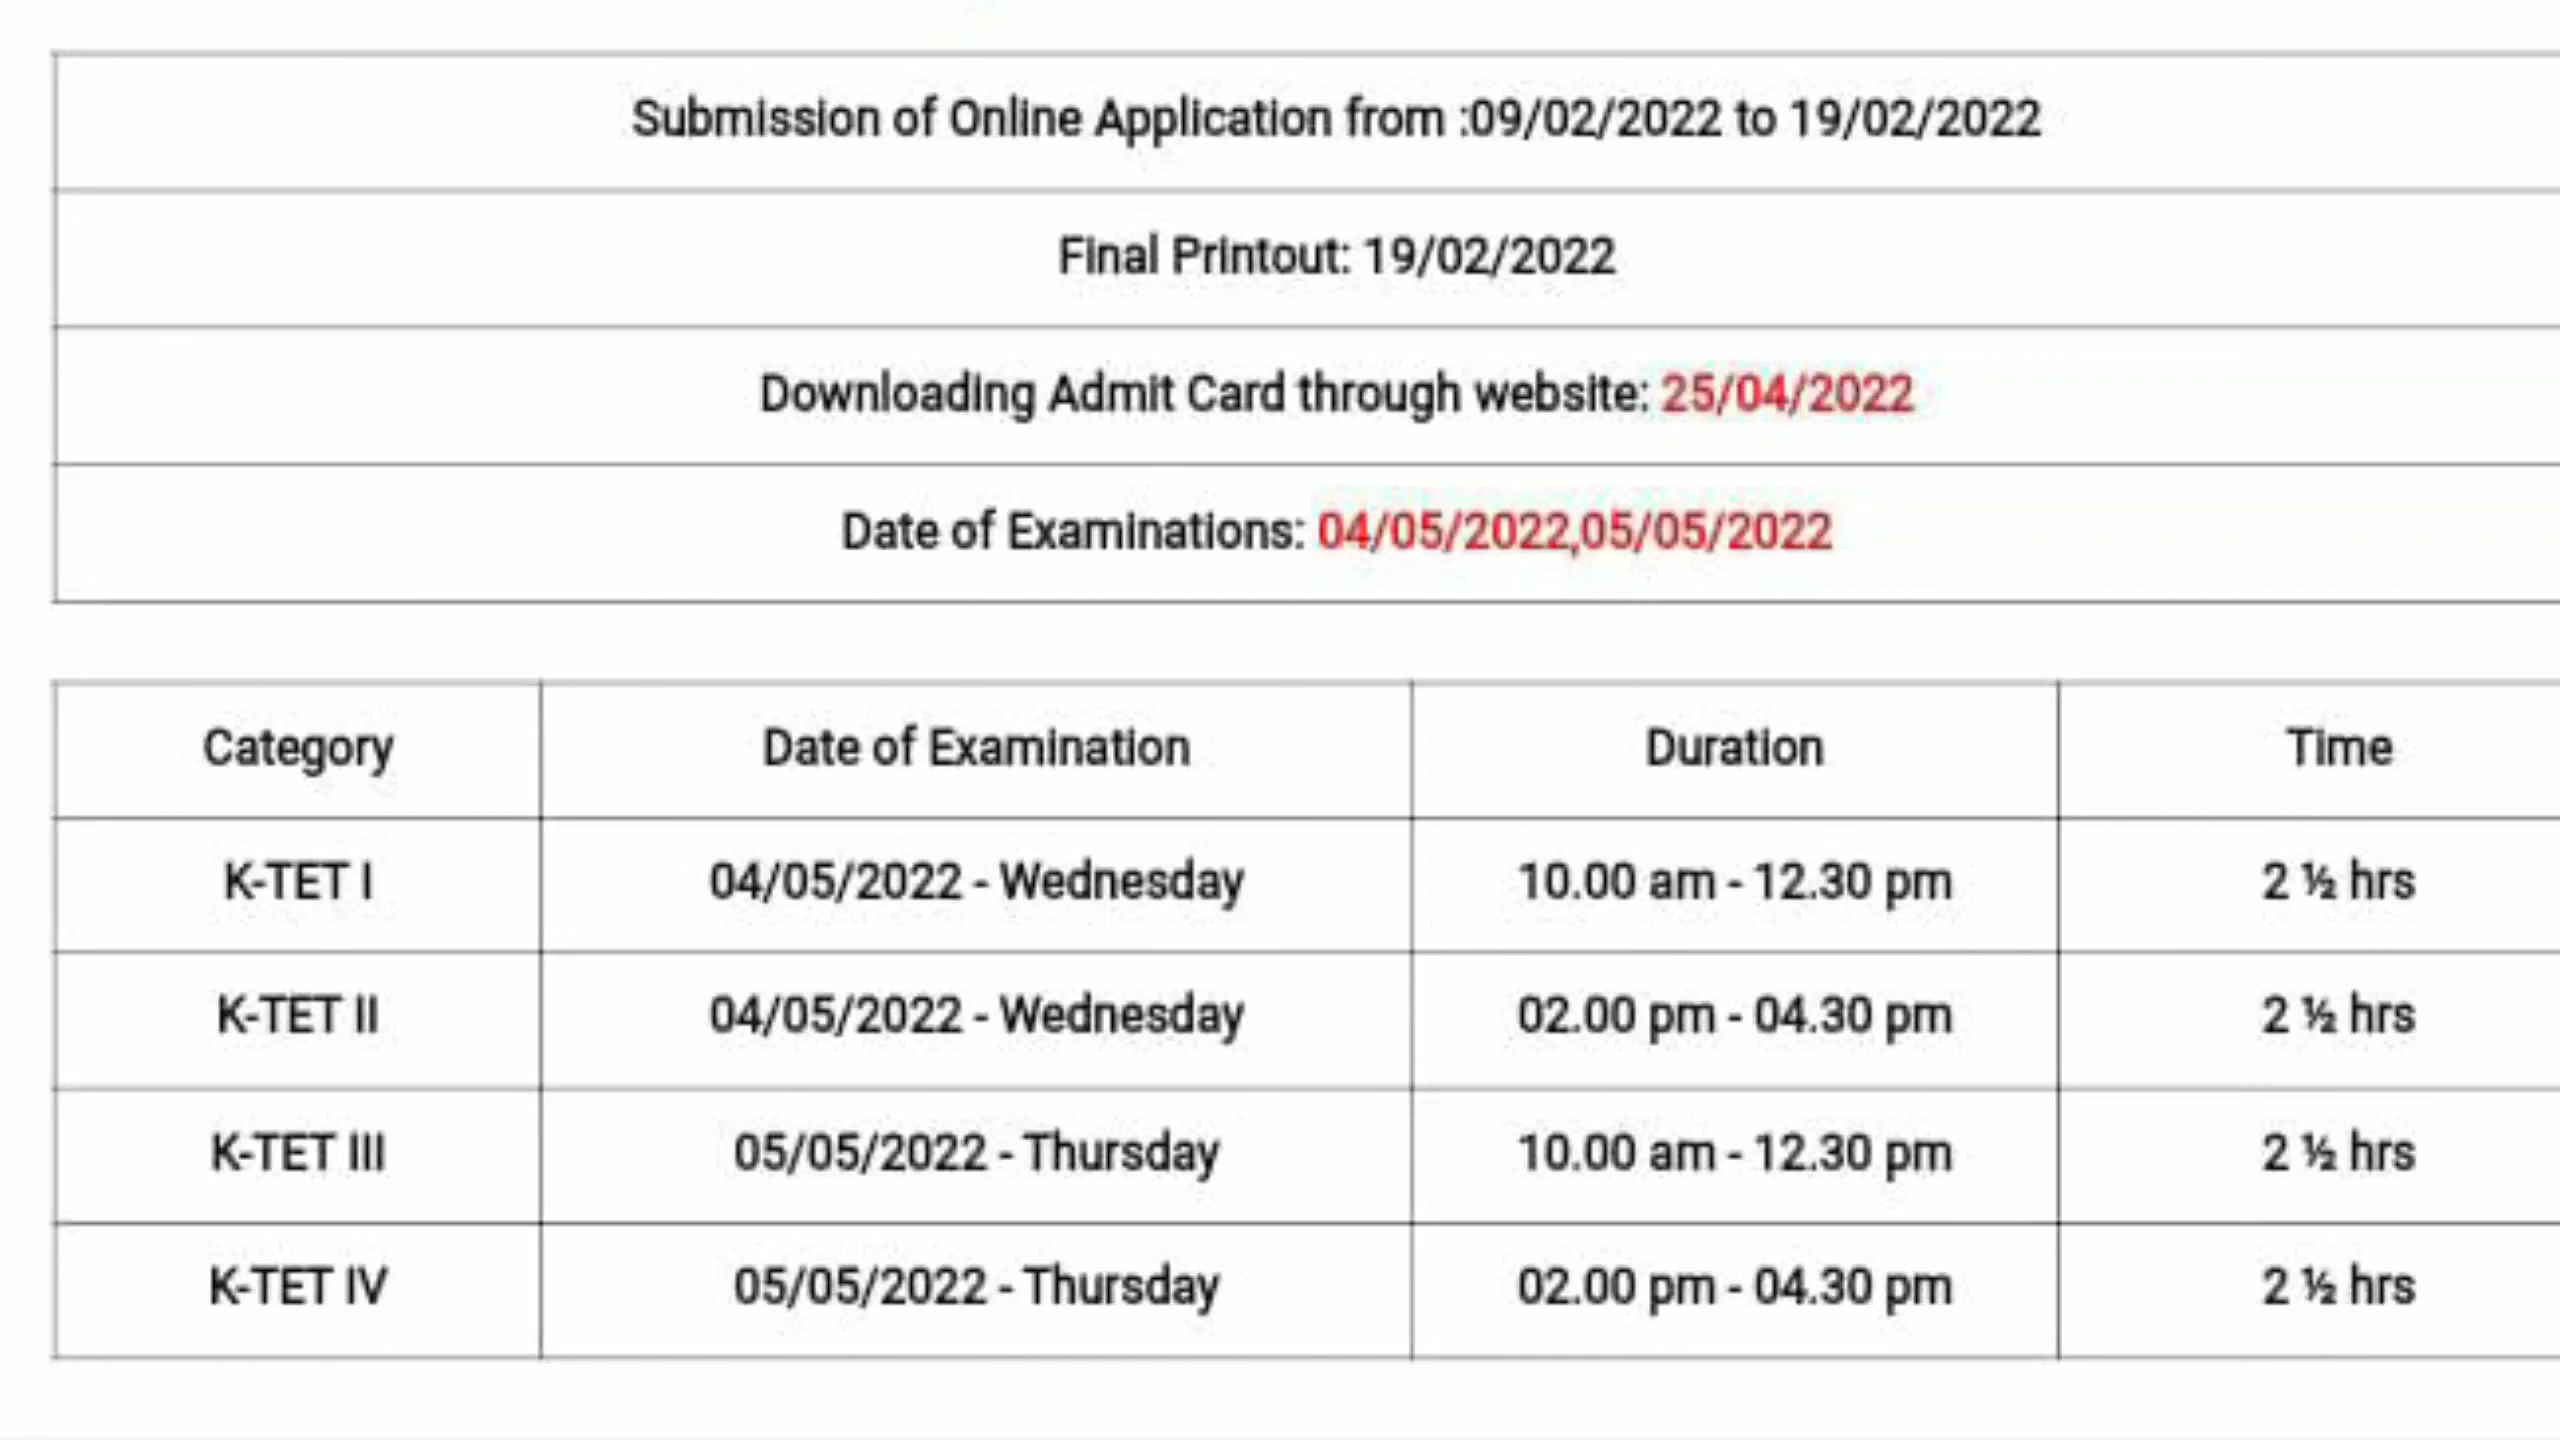 Submission of Online Application from :09/02/2022 to 19/02/2022
Final Printout: 19/02/2022
Downloading Admit Card through website: 25/04/2022
Date of Examinations: 04/05/2022,05/05/2022
Category Date of Examination Duration Time
K-TET I 04/05/2022 - Wednesday 10.00 am - 12.30 pm 2 ½ hrs
K-TET II 04/05/2022 - Wednesday 02.00 pm - 04.30 pm 2 ½ hrs
K-TET III 05/05/2022 - Thursday 10.00 am - 12.30 pm 2 ½ hrs
K-TET IV 05/05/2022 - Thursday 02.00 pm - 04.30 pm 2 ½ hrs